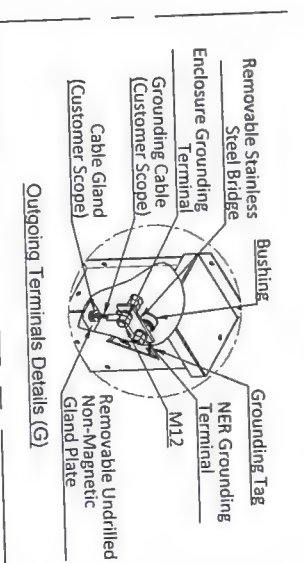 Removable Stainless
Steel Bridge
Enclosure Grounding
Terminal
Grounding Cable
(Customer Scope)
Cable Gland
(Customer Scope)
Bushing
Grounding Tag
NER Grounding
Terminal
M12
Removable Undrilled
Non-Magnetic
Gland Plate
Outgoing Terminals Details (G)